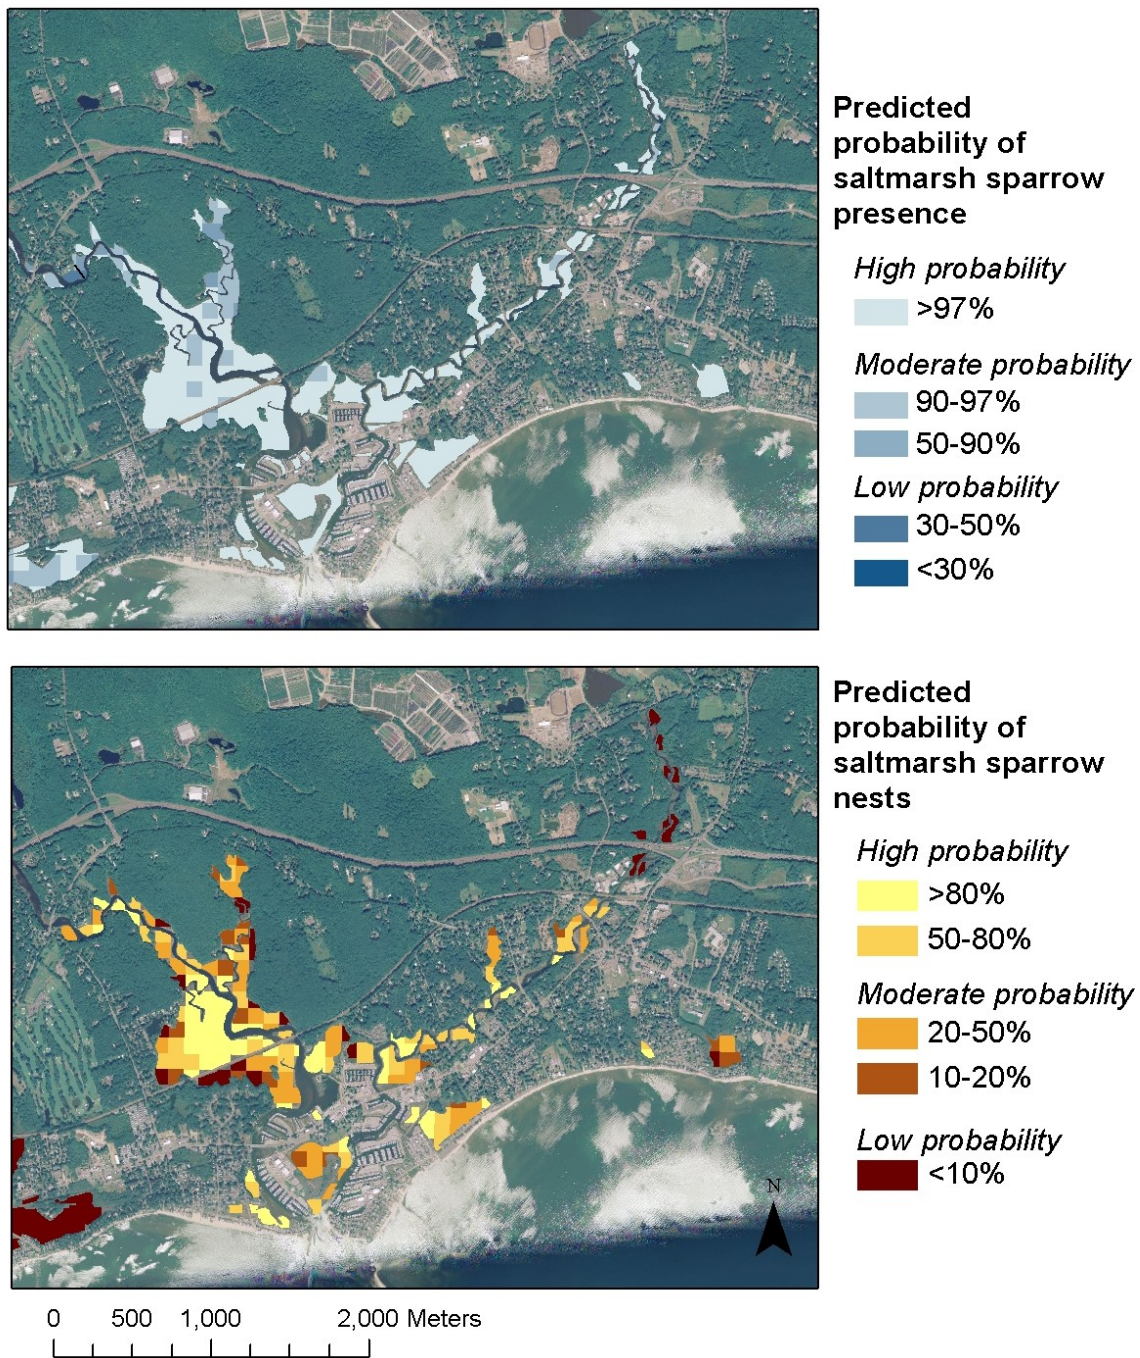 Predicted
probability of
saltmarsh sparrow
presence
High probability
>97%
Moderate probability
90-97%
50-90%
Low probability
30-50%
<30%
Predicted
probability of
saltmarsh sparrow
nests
High probability
>80%
50-80%
Moderate probability
20-50%
10-20%
Low probability
<10%
N
0 500 1,000 2,000 Meters